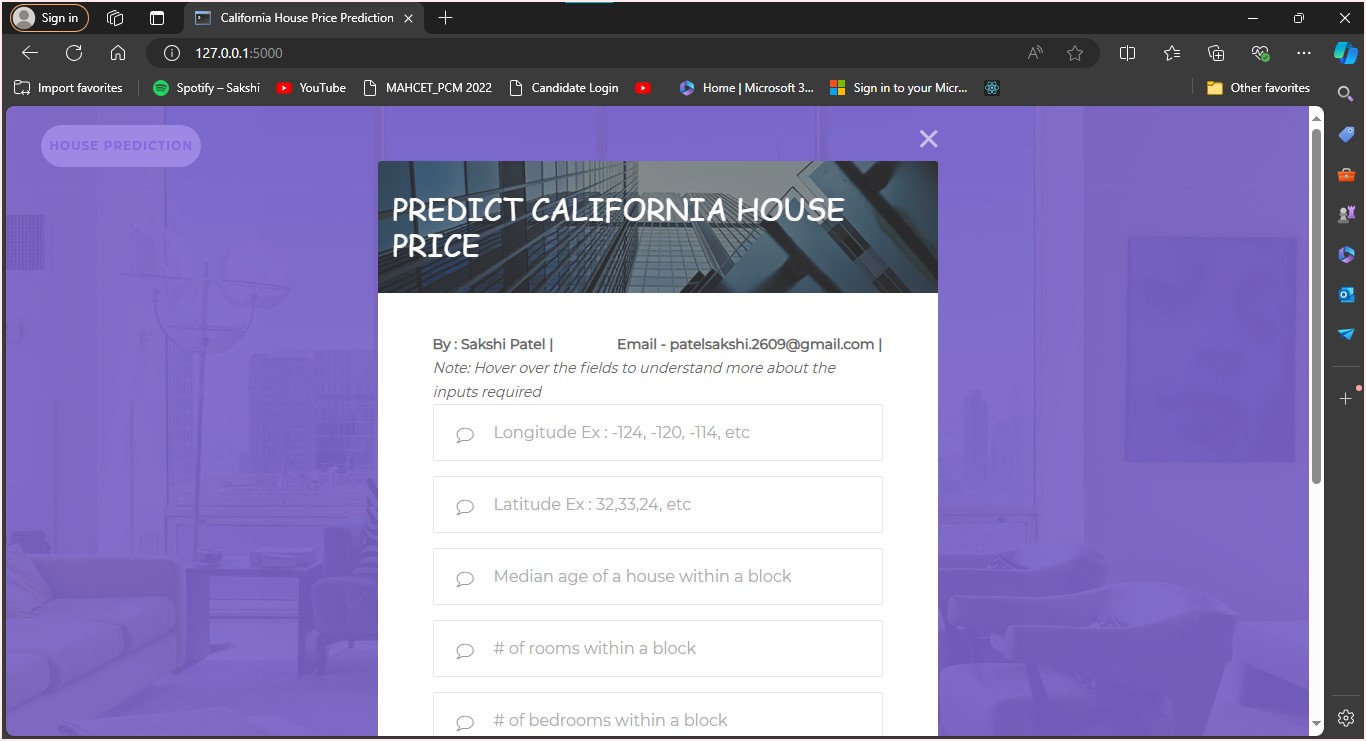 Sign in
California House Price Prediction
127.0.0.1:5000
Import favorites
Spotify – Sakshi
YouTube
MAHCET_PCM 2022
Candidate Login
Home | Microsoft 3...
Sign in to your Micr...
Other favorites
HOUSE PREDICTION
PREDICT CALIFORNIA HOUSE
PRICE
By : Sakshi Patel |
Email - patelsakshi.2609@gmail.com |
Note: Hover over the fields to understand more about the
inputs required
Longitude Ex : -124, -120, -114, etc
Latitude Ex : 32,33,24, etc
Median age of a house within a block
# of rooms within a block
# of bedrooms within a block